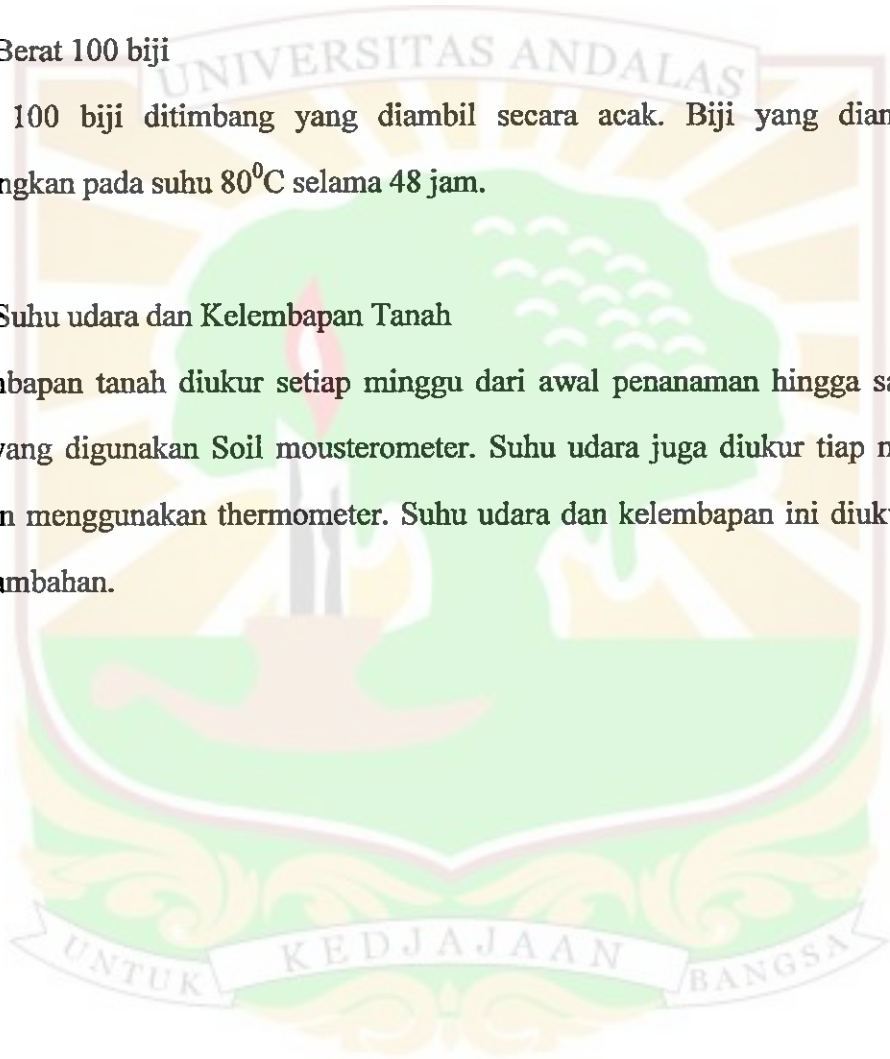 UNIVERSITAS ANDALAS
Berat 100 biji
100 biji ditimbang yang diambil secara acak. Biji yang diam
ngkan pada suhu 80⁰C selama 48 jam.
Suhu udara dan Kelembapan Tanah
nbapan tanah diukur setiap minggu dari awal penanaman hingga sa
yang digunakan Soil mousterometer. Suhu udara juga diukur tiap m
n menggunakan thermometer. Suhu udara dan kelembapan ini diuk
ambahan.
UNTUK KEDJAJAAN BANGSA